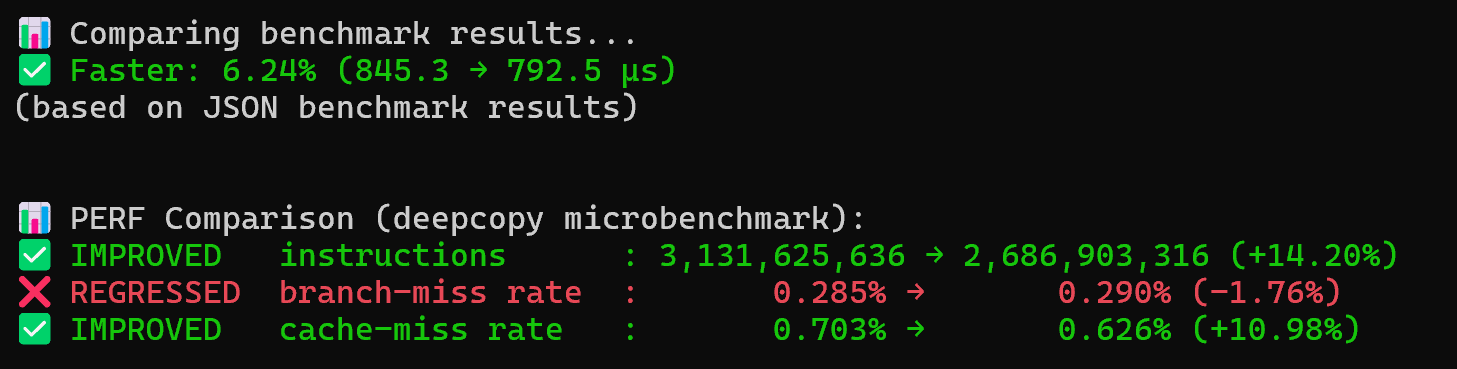 📊 Comparing benchmark results...
✅ Faster: 6.24% (845.3 → 792.5 µs)
(based on JSON benchmark results)
📊 PERF Comparison (deepcopy microbenchmark):
✅ IMPROVED   instructions       : 3,131,625,636 → 2,686,903,316 (+14.20%)
❌ REGRESSED  branch-miss rate   :        0.285% →        0.290% (-1.76%)
✅ IMPROVED   cache-miss rate    :        0.703% →        0.626% (+10.98%)